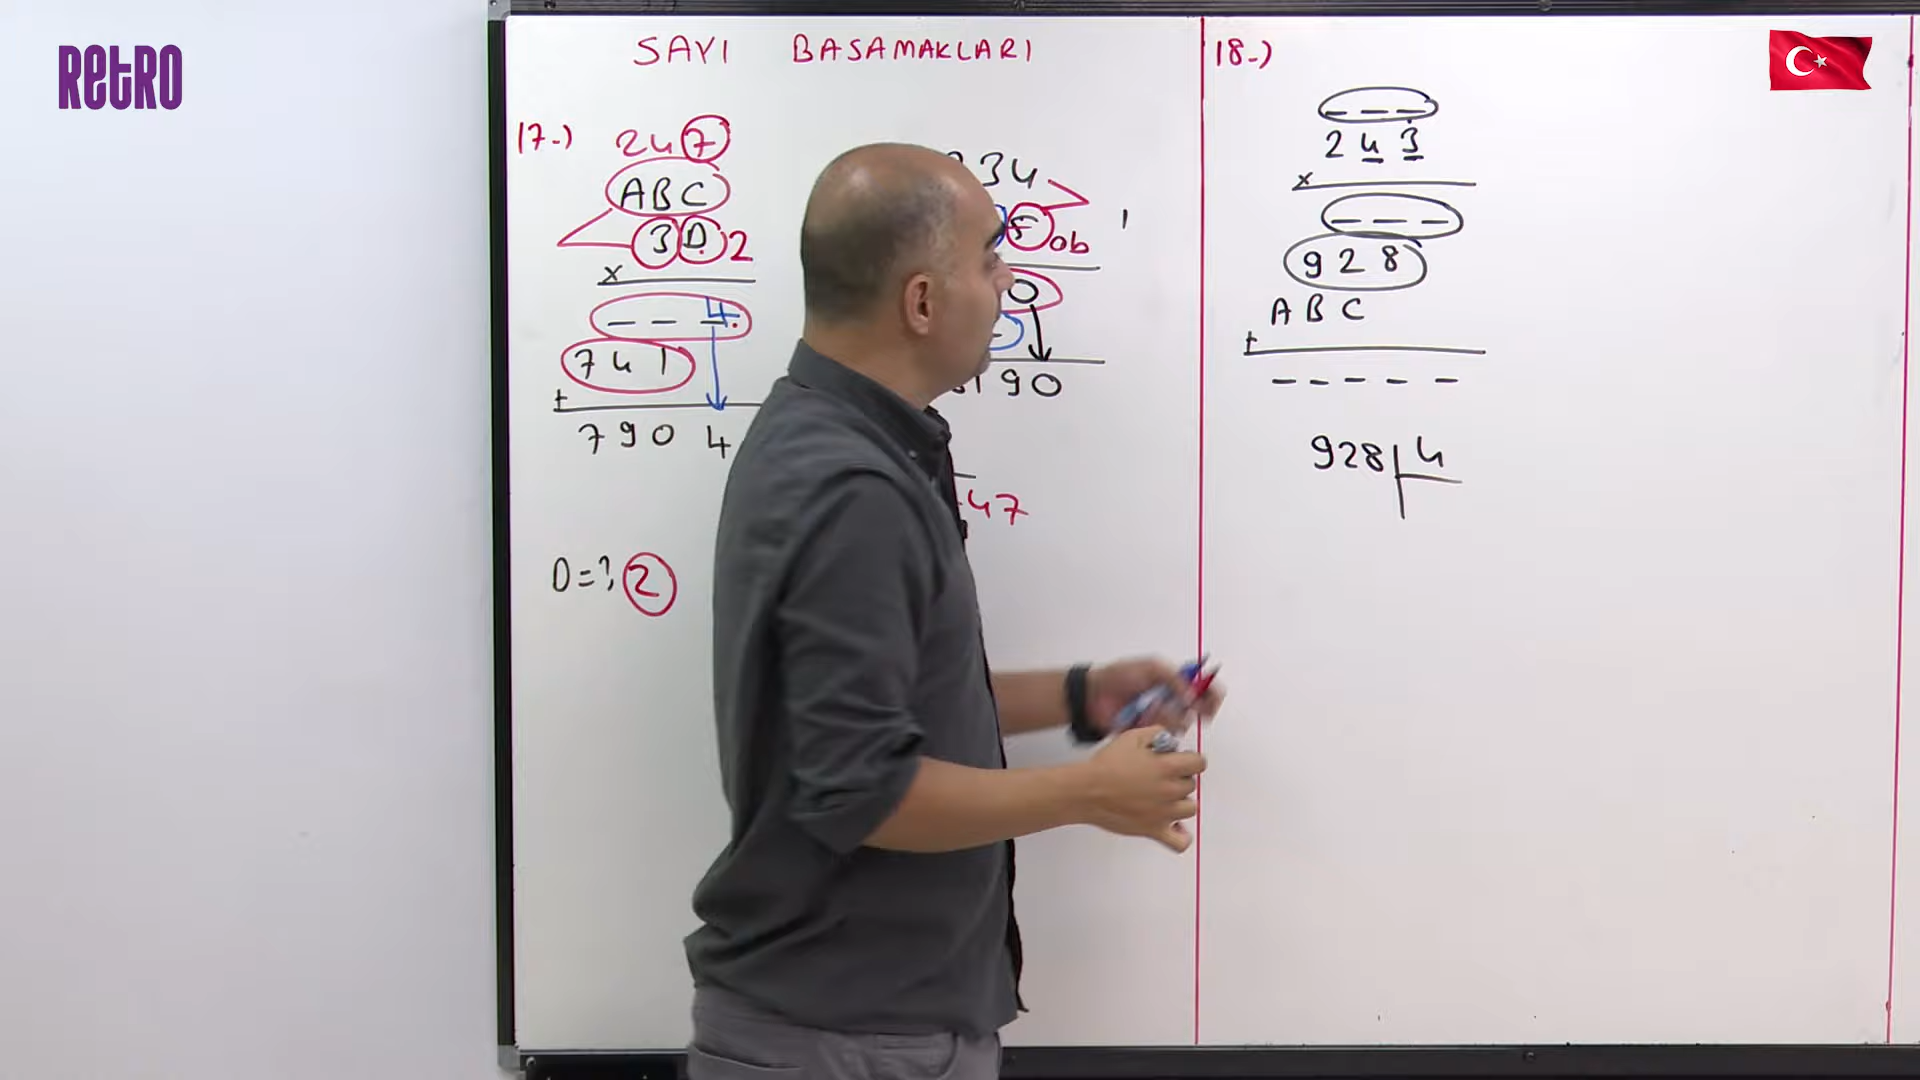 RETRO
SAYI BASAMAKLARI
17-)
247
ABC
3D2
x
_ _ _ 4
741
+
7904
D=? 2
34
F ob
0
190
47
18-)
_ _ _
243
x
_ _ _
928
ABC
+
_ _ _ _ _
928 4